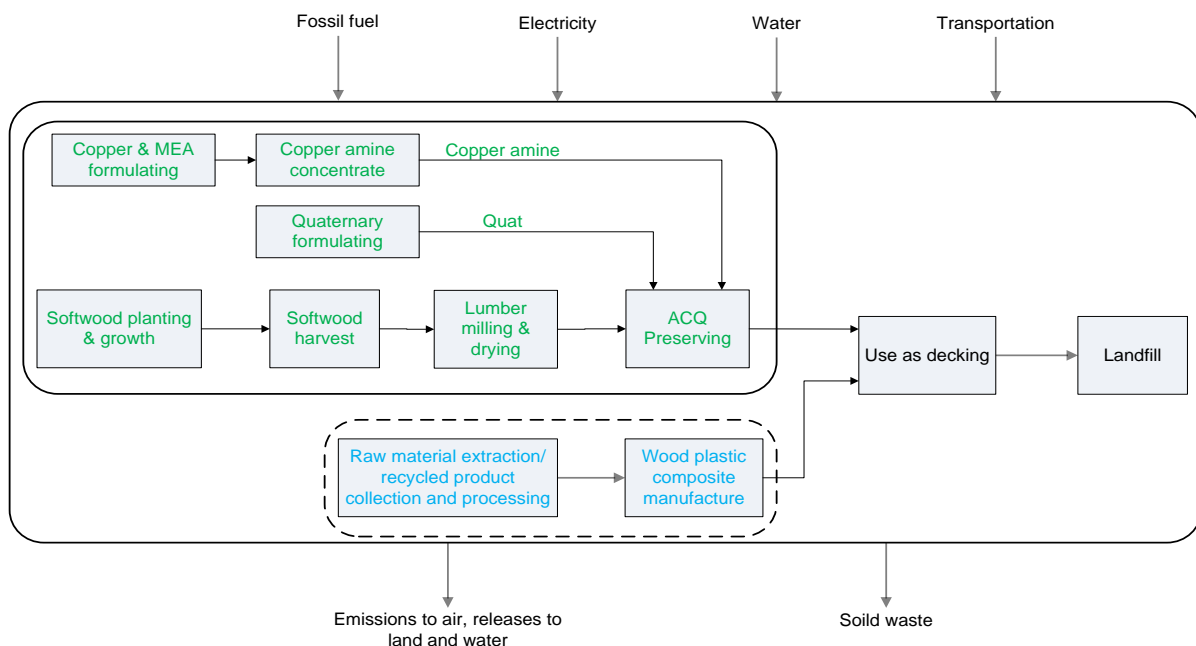 Fossil fuel
Electricity
Water
Transportation
Copper & MEA
formulating
Copper amine
concentrate
Copper amine
Quaternary
formulating
Quat
Softwood planting
& growth
Softwood
harvest
Lumber
milling &
drying
ACQ
Preserving
Use as decking
Landfill
Raw material extraction/
recycled product
collection and processing
Wood plastic
composite
manufacture
Emissions to air, releases to
land and water
Soild waste